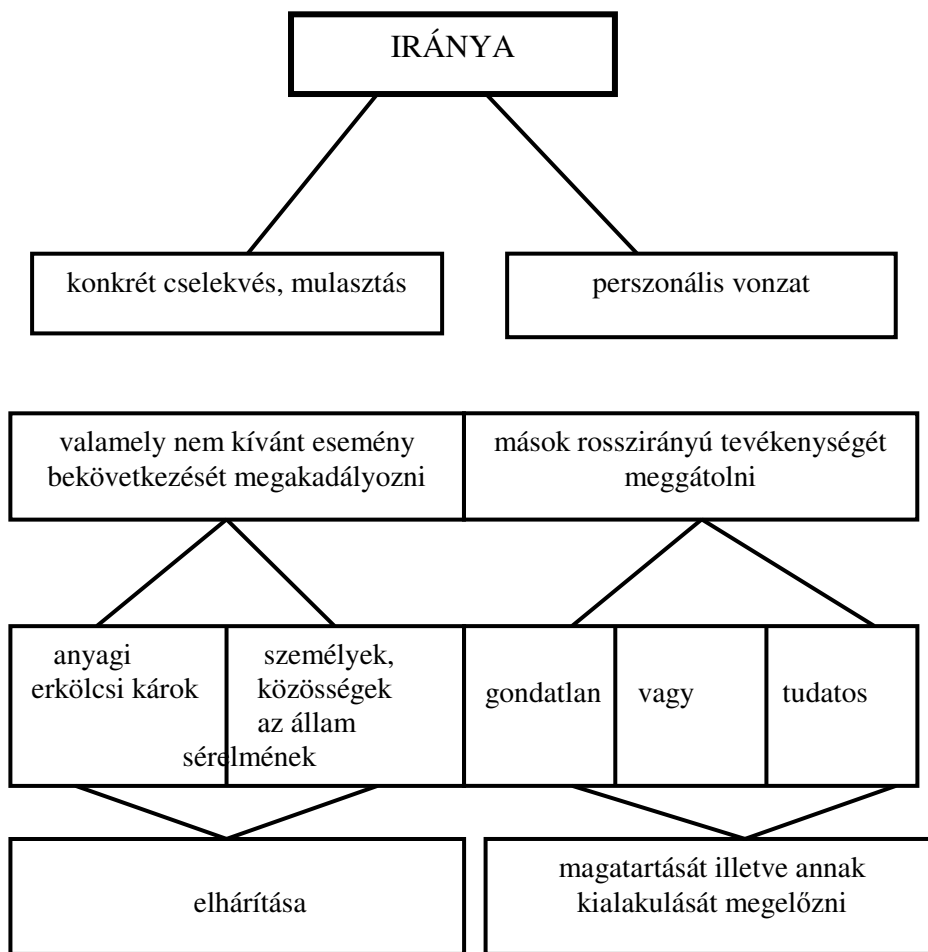 IRÁNYA
konkrét cselekvés, mulasztás
perszonális vonzat
valamely nem kívánt esemény
bekövetkezését megakadályozni
mások rosszirányú tevékenységét
meggátolni
anyagi
erkölcsi károk
személyek,
közösségek
az állam
sérelmének
gondatlan
vagy
tudatos
elhárítása
magatartását illetve annak
kialakulását megelőzni